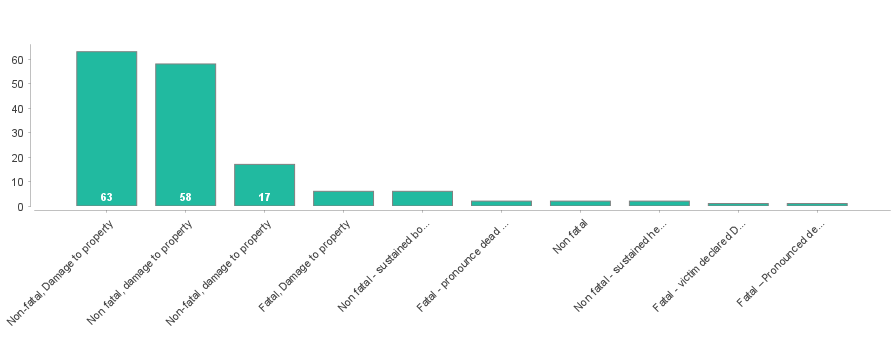 60
50
40
30
20
10
0
63
58
17
Non-fatal, Damage to property
Non fatal, damage to property
Non-fatal, damage to property
Fatal, Damage to property
Non fatal - sustained bo...
Fatal - pronounce dead ...
Non fatal
Non fatal - sustained he...
Fatal - victim declared D...
Fatal – Pronounced de...